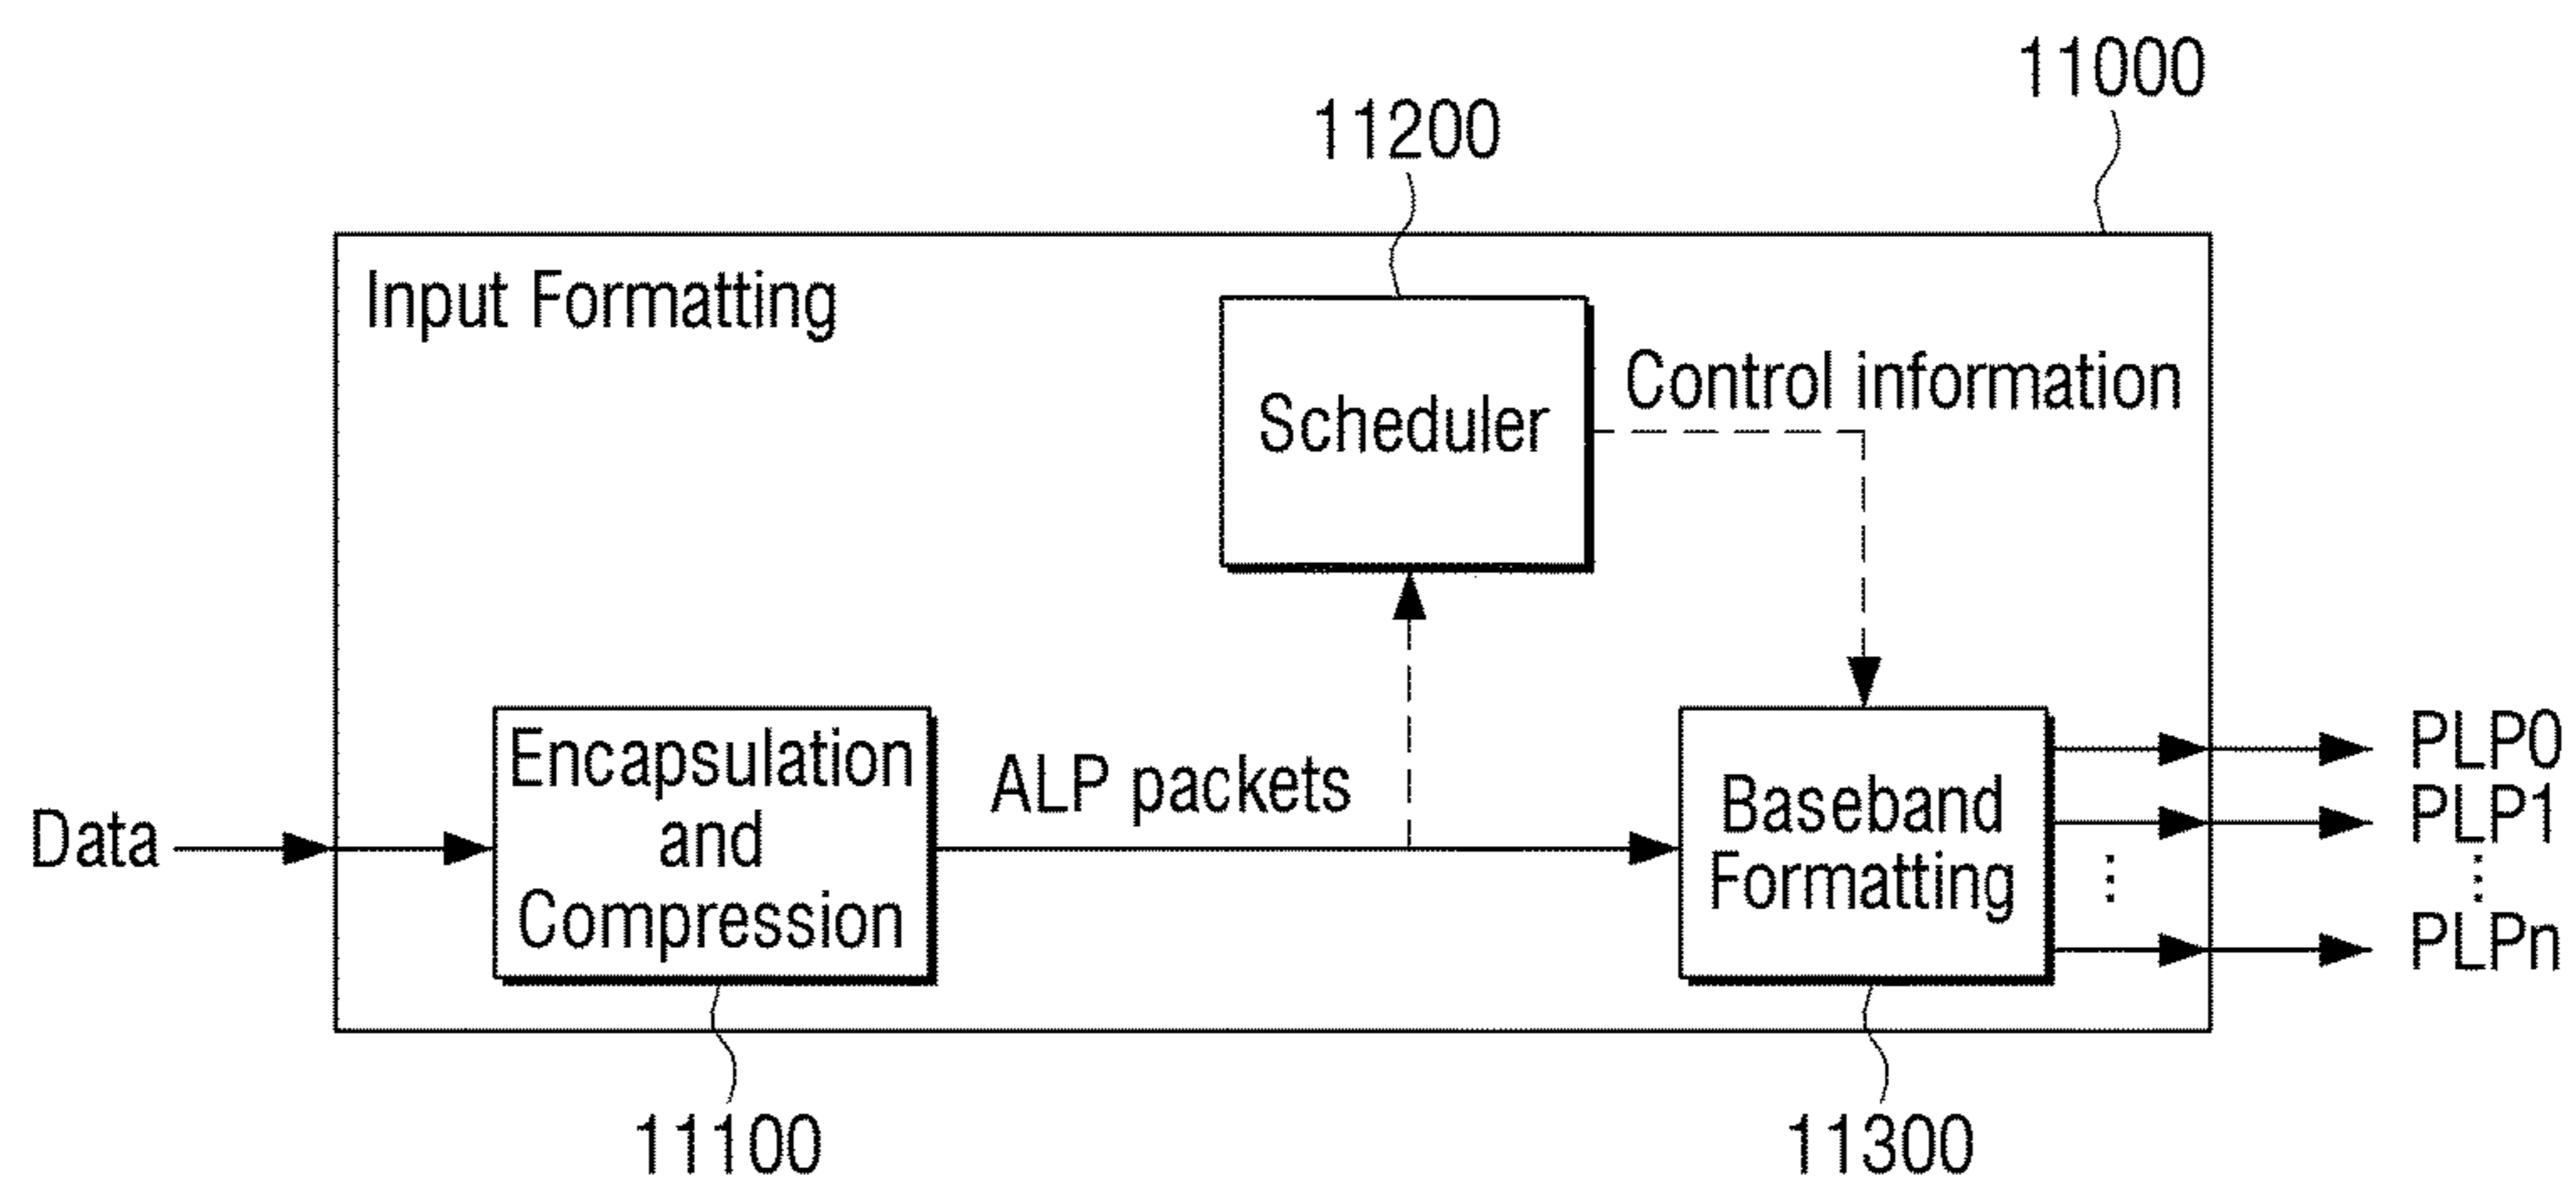 11000
11200
Input Formatting
Control information
Scheduler
Encapsulation
and
Compression
ALP packets
Data
Baseband
Formatting
PLP0
PLP1
⋮
⋮
PLPn
11100
11300